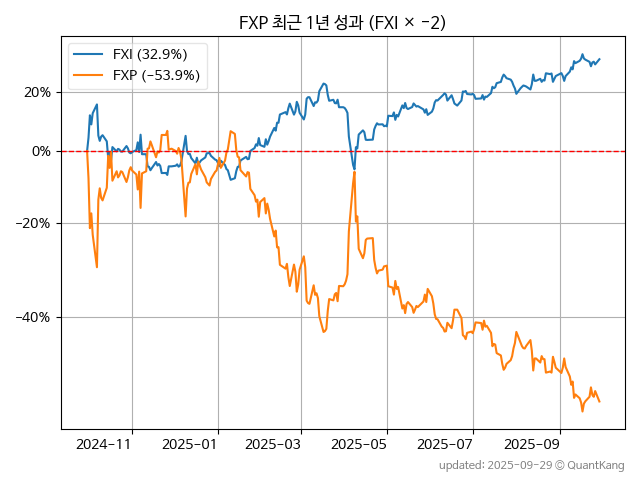 FXP 최근 1년 성과 (FXI × −2)
FXI (32.9%)
FXP (−53.9%)
20%
0%
−20%
−40%
2024−11
2025−01
2025−03
2025−05
2025−07
2025−09
updated: 2025-09-29 © QuantKang